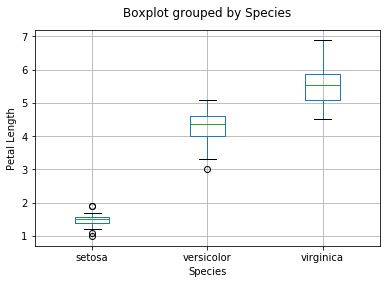 Boxplot grouped by Species
7
6
5
4
3
2
1
Petal Length
setosa versicolor virginica
Species